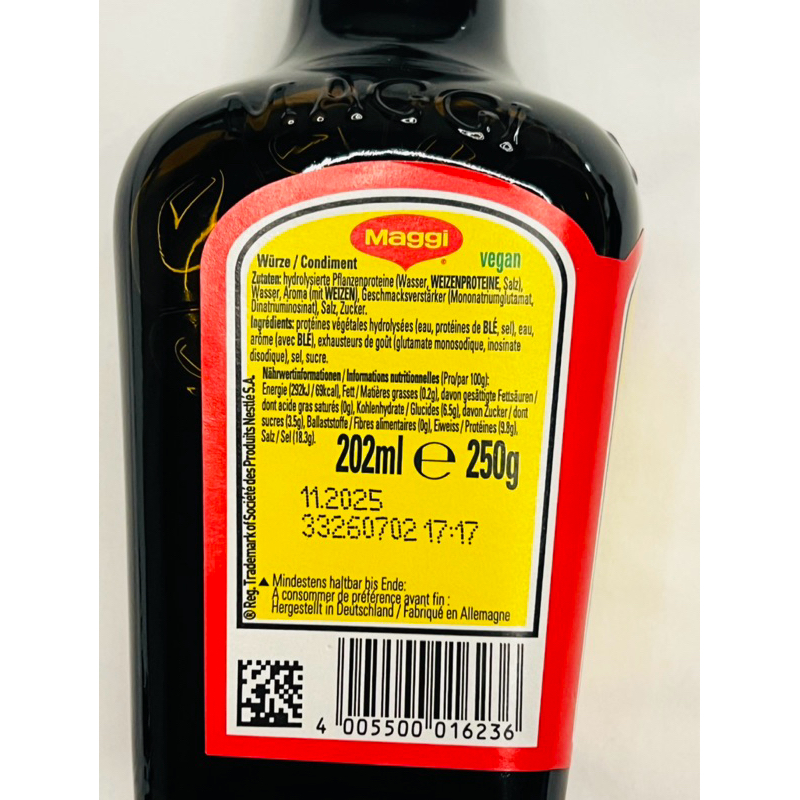 MAGGI
Maggi
Würze / Condiment
vegan
Zutaten: hydrolysierte Pflanzenproteine (Wasser, WEIZENPROTEINE, Salz),
Wasser, Aroma (mit WEIZEN), Geschmacksverstärker (Mononatriumglutamat,
Dinatriuminosinat), Salz, Zucker.
Ingrédients: protéines végétales hydrolysées (eau, protéines de BLÉ, sel), eau,
arôme (avec BLÉ), exhausteurs de goût (glutamate monosodique, inosinate
disodique), sel, sucre.
Nährwertinformationen / Informations nutritionnelles (Pro/par 100g):
Energie (292kJ / 69kcal), Fett / Matières grasses (0.2g), davon gesättigte Fettsäuren /
dont acide gras saturés (0g), Kohlenhydrate / Glucides (6.5g), davon Zucker / dont
sucres (3.5g), Ballaststoffe / Fibres alimentaires (0g), Eiweiss / Protéines (9.8g),
Salz / Sel (18.3g).
202ml ℮ 250g
11.2025
33260702 17:17
▲ Mindestens haltbar bis Ende:
A consommer de préférence avant fin :
Hergestellt in Deutschland / Fabriqué en Allemagne
® Reg. Trademark of Société des Produits Nestlé S.A.
4 005500 016236